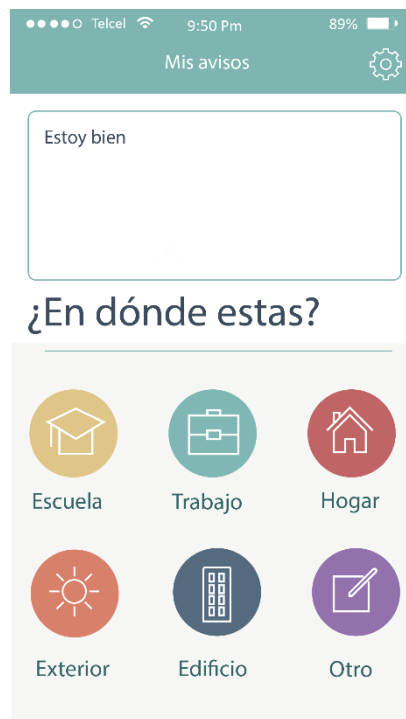 Telcel 9:50 Pm 89%
Mis avisos
Estoy bien
¿En dónde estas?
Escuela Trabajo Hogar
Exterior Edificio Otro